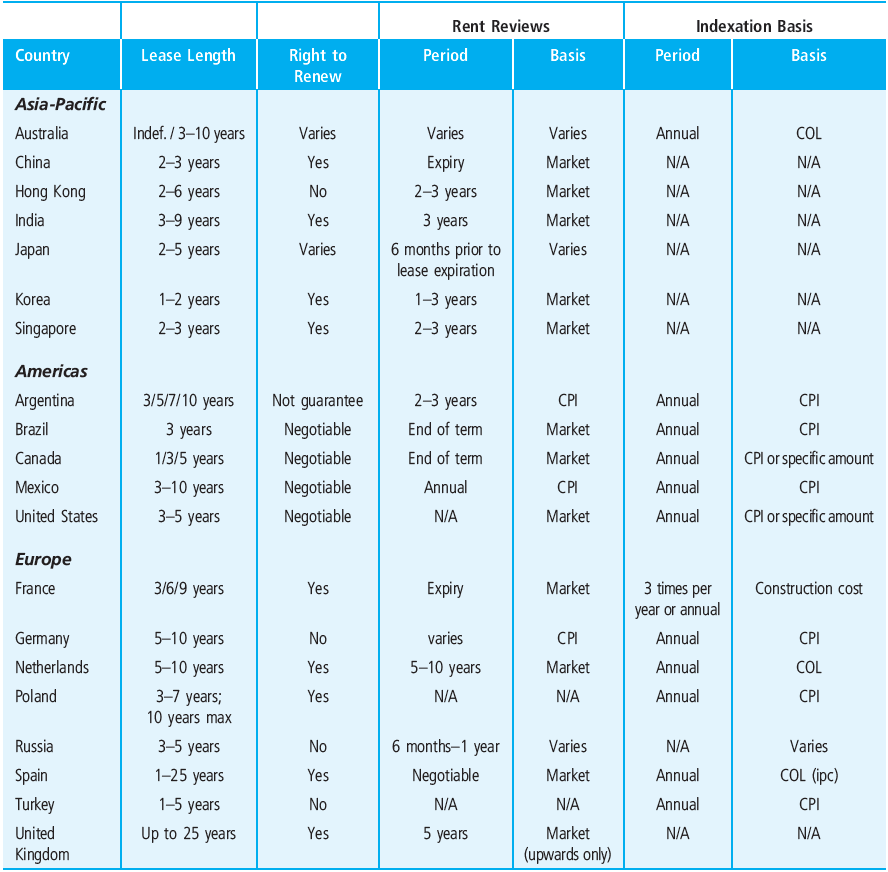 Rent Reviews Indexation Basis
Country Lease Length Right to Renew Period Basis Period Basis
Asia-Pacific
Australia Indef. / 3–10 years Varies Varies Varies Annual COL
China 2–3 years Yes Expiry Market N/A N/A
Hong Kong 2–6 years No 2–3 years Market N/A N/A
India 3–9 years Yes 3 years Market N/A N/A
Japan 2–5 years Varies 6 months prior to lease expiration Varies N/A N/A
Korea 1–2 years Yes 1–3 years Market N/A N/A
Singapore 2–3 years Yes 2–3 years Market N/A N/A
Americas
Argentina 3/5/7/10 years Not guarantee 2–3 years CPI Annual CPI
Brazil 3 years Negotiable End of term Market Annual CPI
Canada 1/3/5 years Negotiable End of term Market Annual CPI or specific amount
Mexico 3–10 years Negotiable Annual CPI Annual CPI
United States 3–5 years Negotiable N/A Market Annual CPI or specific amount
Europe
France 3/6/9 years Yes Expiry Market 3 times per year or annual Construction cost
Germany 5–10 years No varies CPI Annual CPI
Netherlands 5–10 years Yes 5–10 years Market Annual COL
Poland 3–7 years; 10 years max Yes N/A N/A Annual CPI
Russia 3–5 years No 6 months–1 year Varies N/A Varies
Spain 1–25 years Yes Negotiable Market Annual COL (ipc)
Turkey 1–5 years No N/A N/A Annual CPI
United Kingdom Up to 25 years Yes 5 years Market (upwards only) N/A N/A